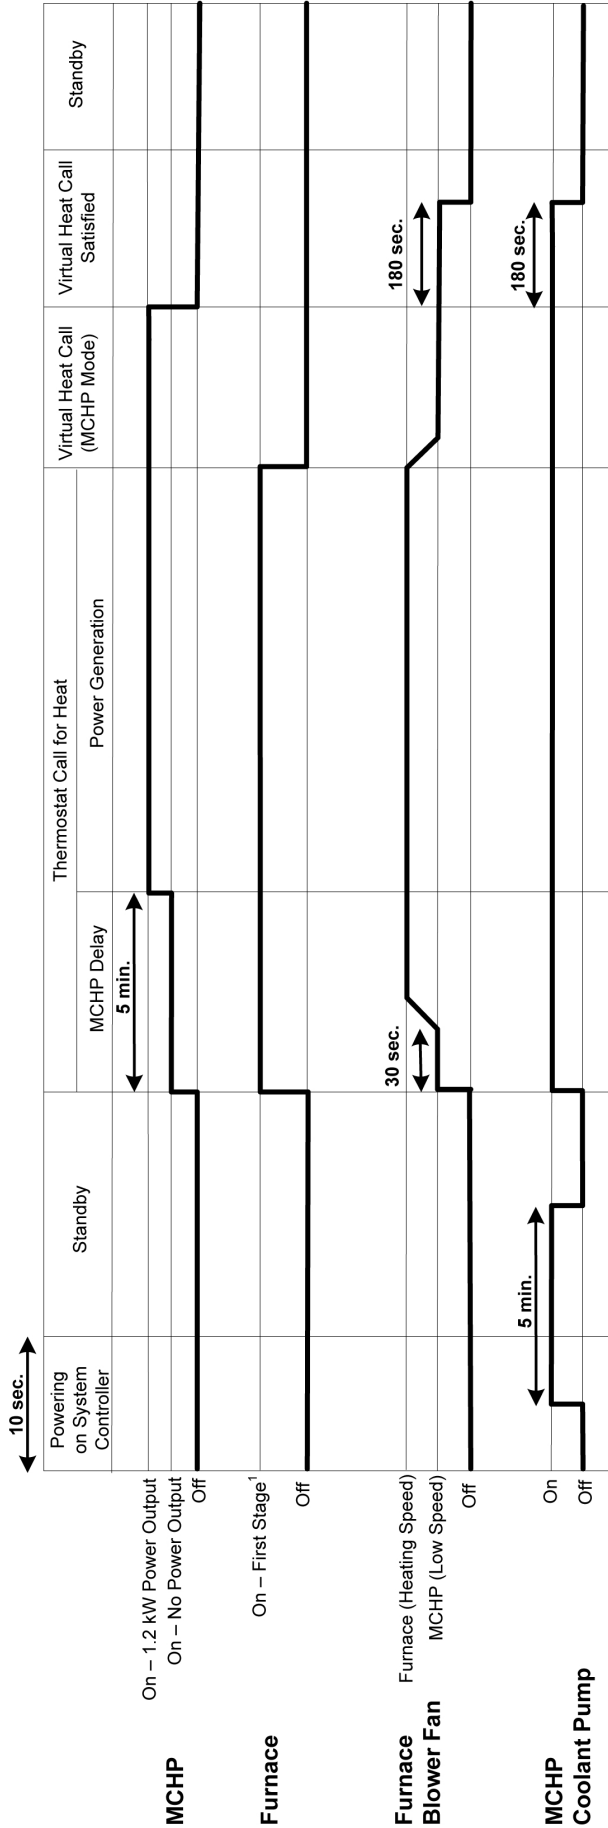 10 sec.
Powering
on System
Controller
Standby
Thermostat Call for Heat
MCHP Delay
Power Generation
Virtual Heat Call
(MCHP Mode)
Virtual Heat Call
Satisfied
Standby
MCHP
On – 1.2 kW Power Output
On – No Power Output
Off
5 min.
Furnace
On – First Stage1
Off
Furnace
Blower Fan
Furnace (Heating Speed)
MCHP (Low Speed)
Off
30 sec.
180 sec.
MCHP
Coolant Pump
On
Off
5 min.
180 sec.